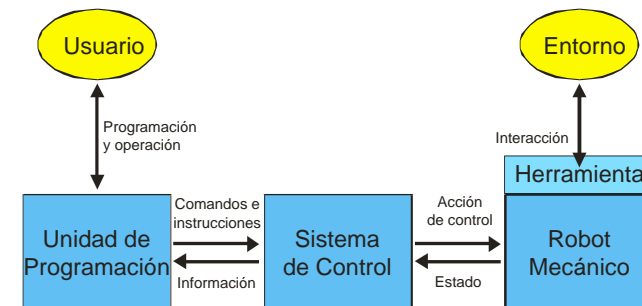 Usuario
Entorno
Programación
y operación
Interacción
Herramienta
Comandos e
instrucciones
Acción
de control
Unidad de
Programación
Sistema
de Control
Robot
Mecánico
Información
Estado